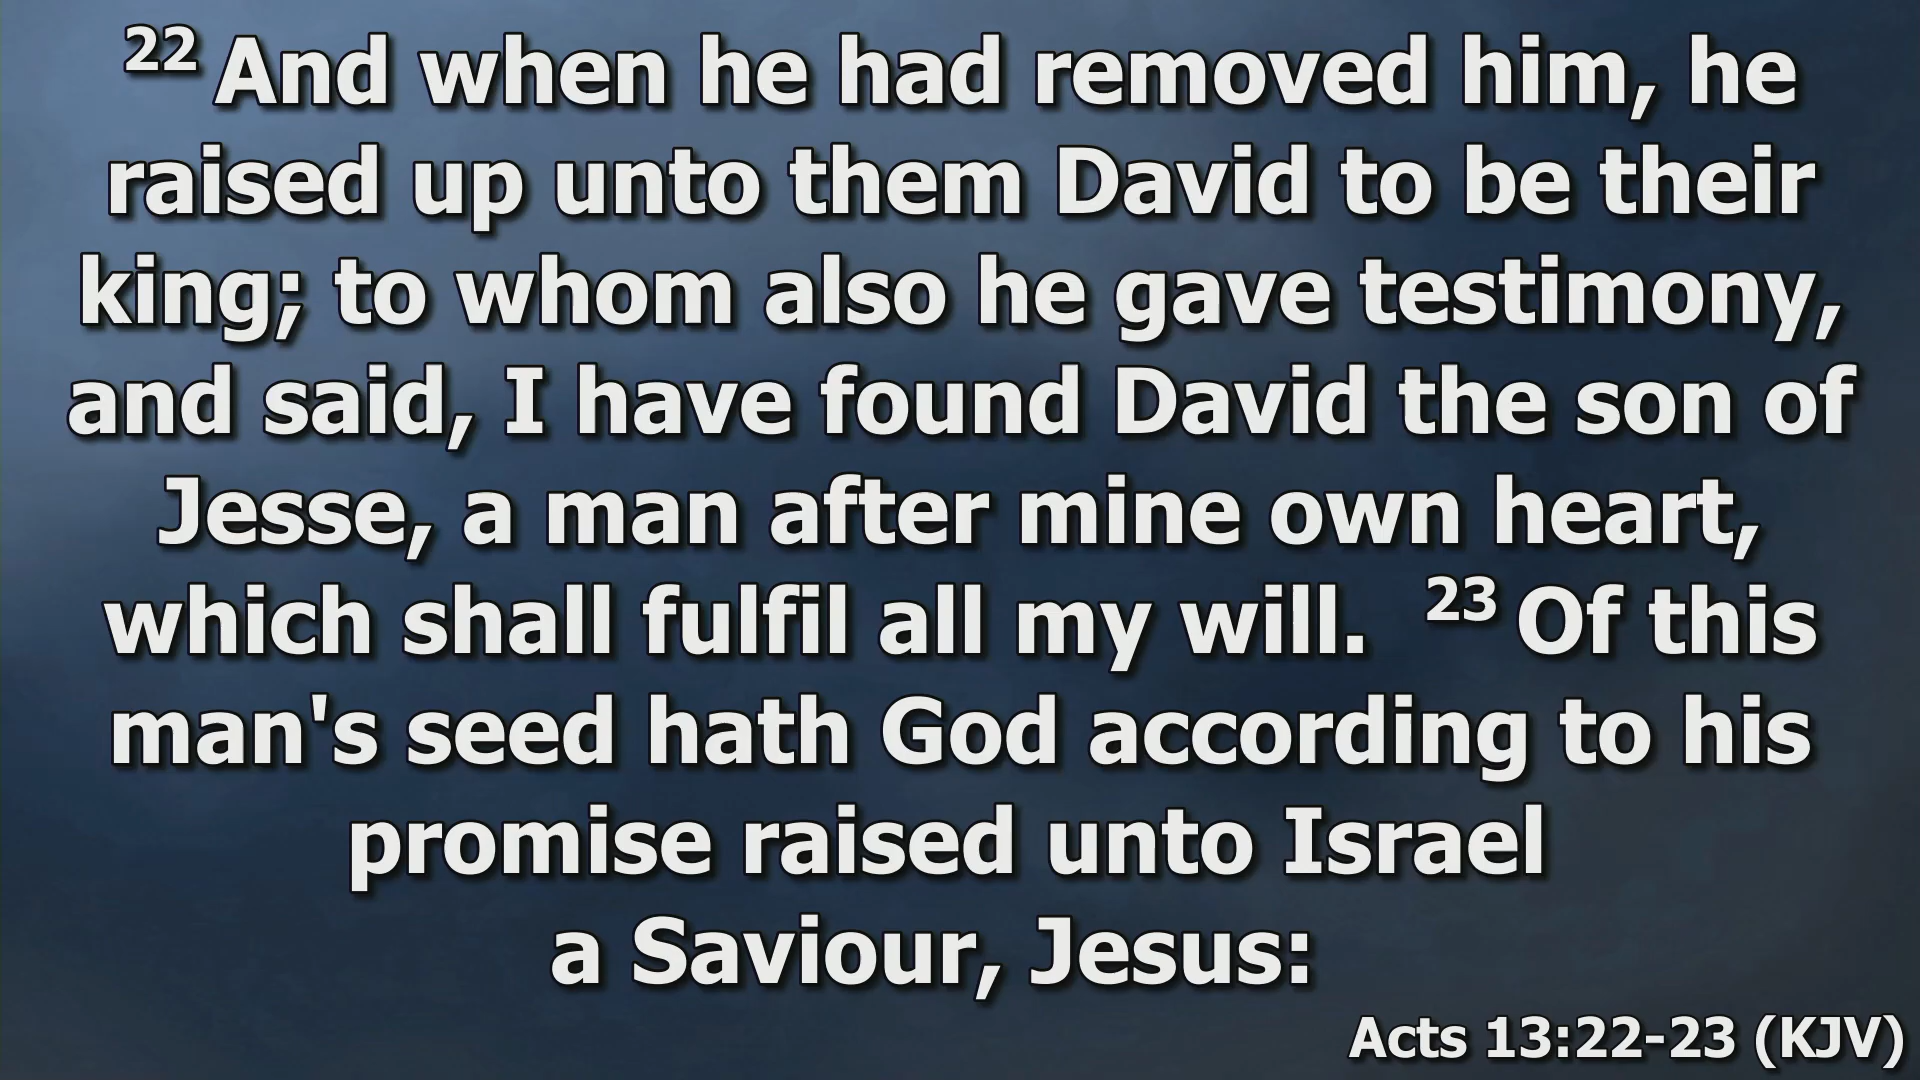 22 And when he had removed him, he
raised up unto them David to be their
king; to whom also he gave testimony,
and said, I have found David the son of
Jesse, a man after mine own heart,
which shall fulfil all my will. 23 Of this
man's seed hath God according to his
promise raised unto Israel
a Saviour, Jesus:
Acts 13:22-23 (KJV)